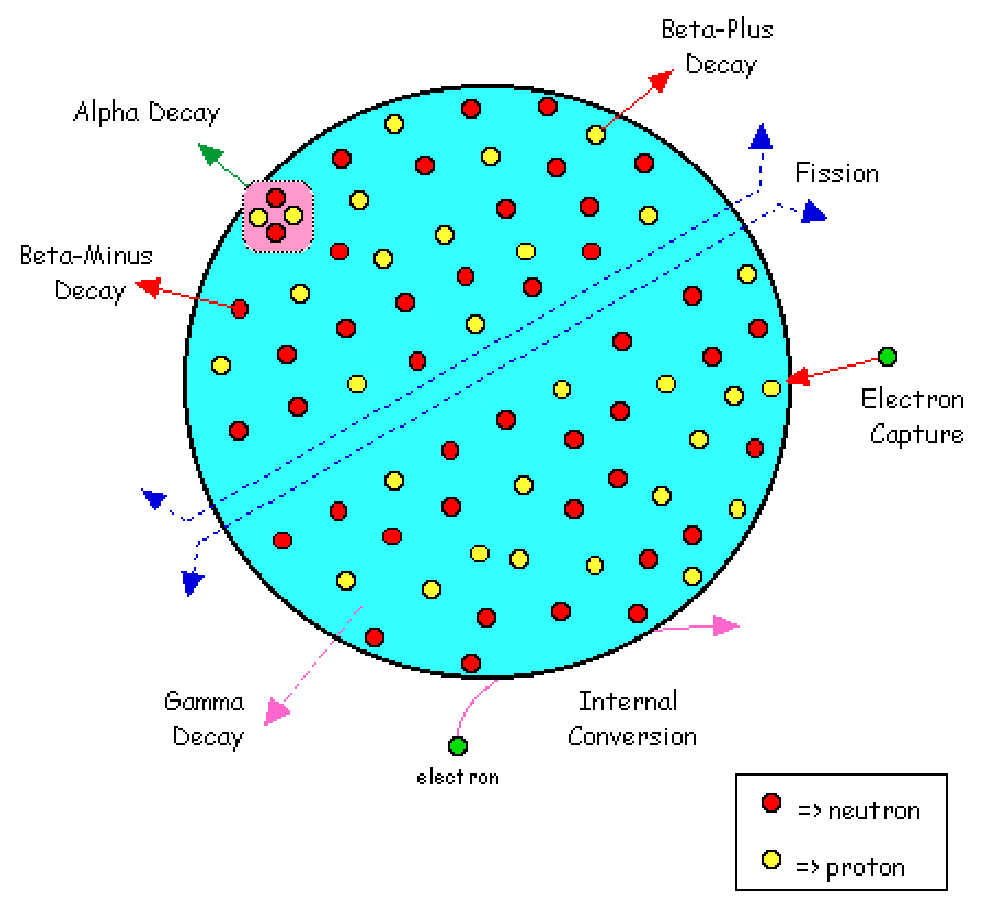 Beta-Plus
Decay
Alpha Decay
Fission
Beta-Minus
Decay
Electron
Capture
Gamma
Decay
Internal
Conversion
electron
=> neutron
=> proton